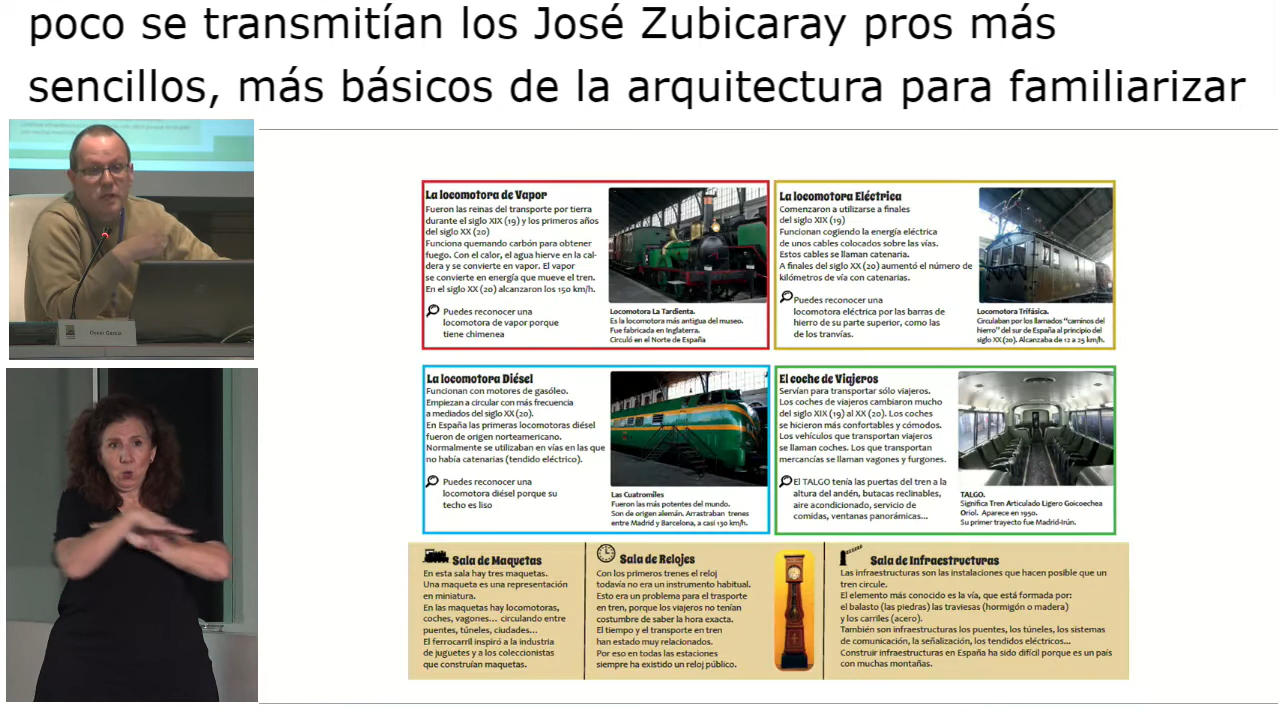 poco se transmitían los José Zubicaray pros más
sencillos, más básicos de la arquitectura para familiarizar
Oscar García
La locomotora de Vapor
Fueron las reinas del transporte por tierra
durante el siglo XIX (19) y los primeros años
del siglo XX (20)
Funciona quemando carbón para obtener
fuego. Con el calor, el agua hierve en la cal-
dera y se convierte en vapor. El vapor
se convierte en energía que mueve el tren.
En el siglo XX (20) alcanzaron los 150 km/h.
Puedes reconocer una
locomotora de vapor porque
tiene chimenea
Locomotora La Tardienta.
Es la locomotora más antigua del museo.
Fue fabricada en Inglaterra.
Circuló en el Norte de España
La locomotora Eléctrica
Comenzaron a utilizarse a finales
del siglo XIX (19)
Funcionan cogiendo la energía eléctrica
de unos cables colocados sobre las vías.
Estos cables se llaman catenaria.
A finales del siglo XX (20) aumentó el número de
kilómetros de vía con catenarias.
Puedes reconocer una
locomotora eléctrica por las barras de
hierro de su parte superior, como las
de los tranvías.
Locomotora Trifásica.
Circulaban por los llamados "caminos del
hierro" del sur de España al principio del
siglo XX (20). Alcanzaba de 12 a 25 km/h.
La locomotora Diésel
Funcionan con motores de gasóleo.
Empiezan a circular con más frecuencia
a mediados del siglo XX (20).
En España las primeras locomotoras diésel
fueron de origen norteamericano.
Normalmente se utilizaban en vías en las que
no había catenarias (tendido eléctrico).
Puedes reconocer una
locomotora diésel porque su
techo es liso
Las Cuatromiles
Fueron las más potentes del mundo.
Son de origen alemán. Arrastraban trenes
entre Madrid y Barcelona, a casi 130 km/h.
El coche de Viajeros
Servían para transportar sólo viajeros.
Los coches de viajeros cambiaron mucho
del siglo XIX (19) al XX (20). Los coches
se hicieron más confortables y cómodos.
Los vehículos que transportan viajeros
se llaman coches. Los que transportan
mercancías se llaman vagones y furgones.
El TALGO tenía las puertas del tren a la
altura del andén, butacas reclinables,
aire acondicionado, servicio de
comidas, ventanas panorámicas...
TALGO.
Significa Tren Articulado Ligero Goicoechea
Oriol. Aparece en 1950.
Su primer trayecto fue Madrid-Irún.
Sala de Maquetas
En esta sala hay tres maquetas.
Una maqueta es una representación
en miniatura.
En las maquetas hay locomotoras,
coches, vagones... circulando entre
puentes, túneles, ciudades...
El ferrocarril inspiró a la industria
de juguetes y a los coleccionistas
que construían maquetas.
Sala de Relojes
Con los primeros trenes el reloj
todavía no era un instrumento habitual.
Esto era un problema para el trasporte
en tren, porque los viajeros no tenían
costumbre de saber la hora exacta.
El tiempo y el transporte en tren
han estado muy relacionados.
Por eso en todas las estaciones
siempre ha existido un reloj público.
Sala de Infraestructuras
Las infraestructuras son las instalaciones que hacen posible que un
tren circule.
El elemento más conocido es la vía, que está formada por:
el balasto (las piedras) las traviesas (hormigón o madera)
y los carriles (acero).
También son infraestructuras los puentes, los túneles, los sistemas
de comunicación, la señalización, los tendidos eléctricos...
Construir infraestructuras en España ha sido difícil porque es un país
con muchas montañas.